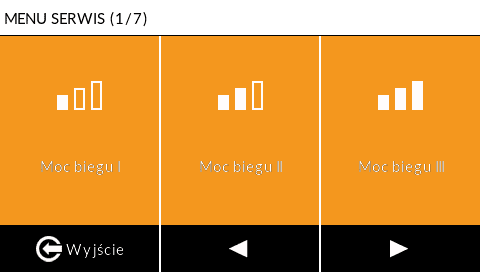 MENU SERWIS (1/7)
Moc biegu I
Moc biegu II
Moc biegu III
Wyjście